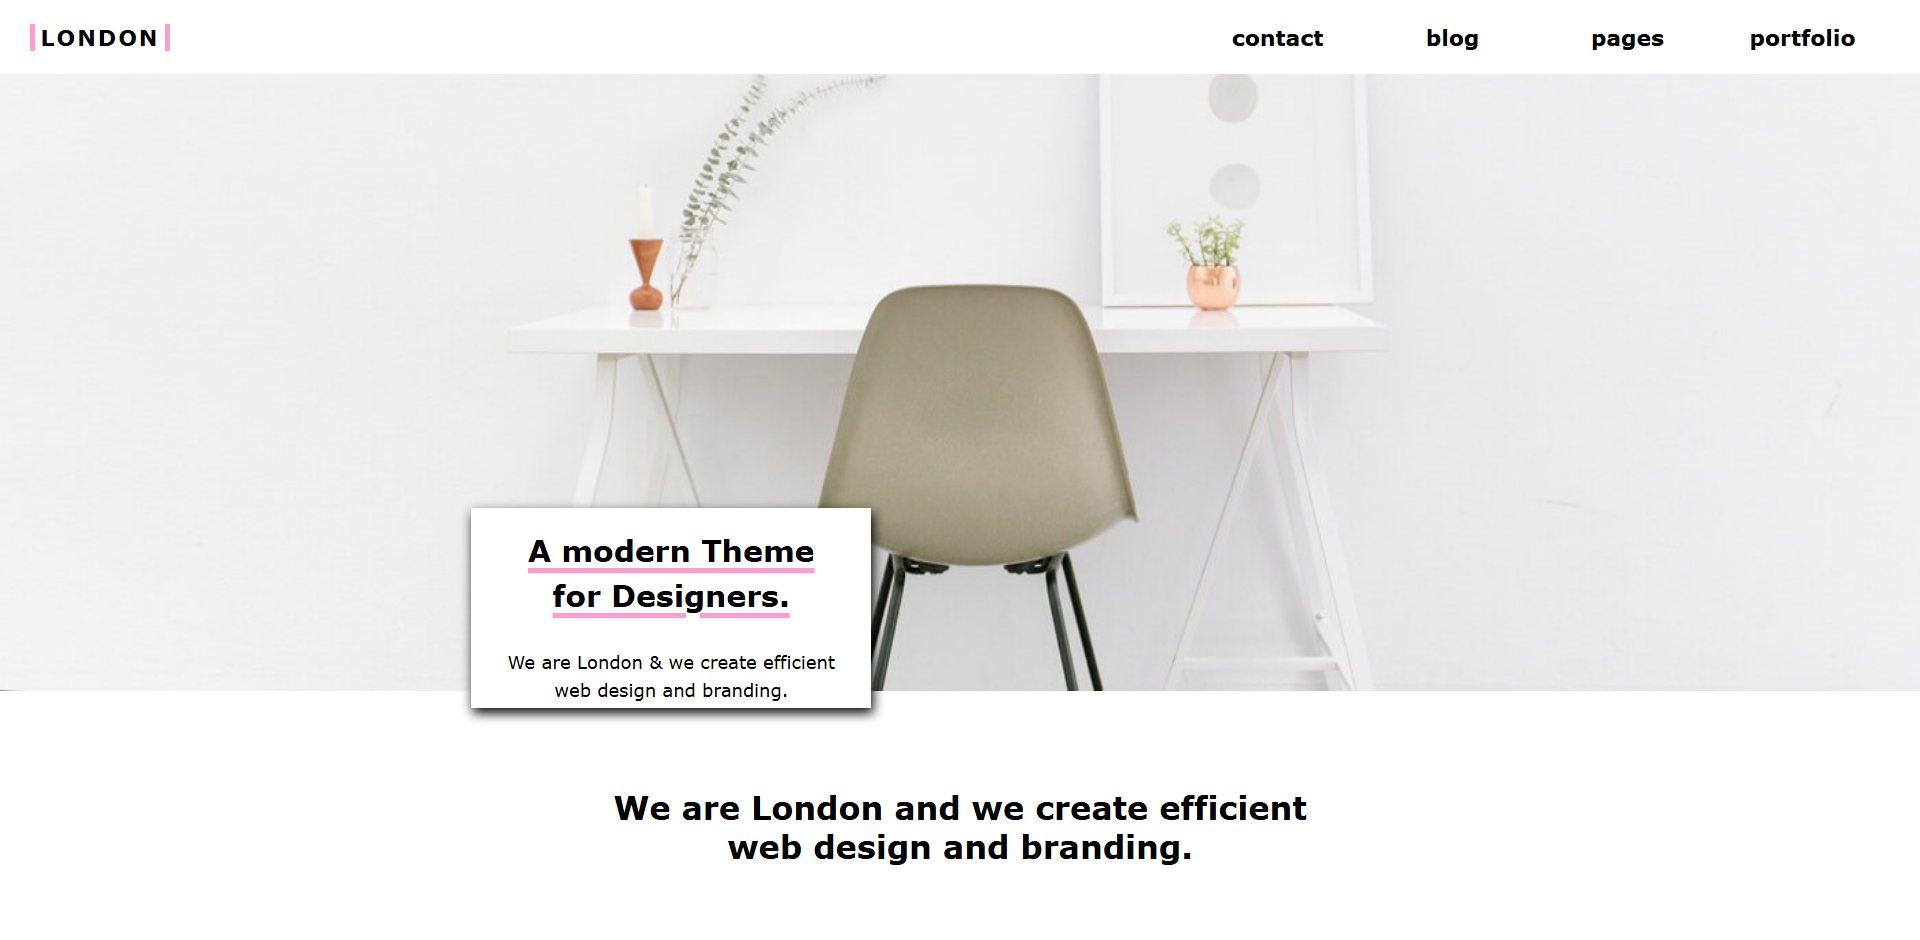 LONDON
contact blog pages portfolio
A modern Theme
for Designers.
We are London & we create efficient
web design and branding.
We are London and we create efficient
web design and branding.